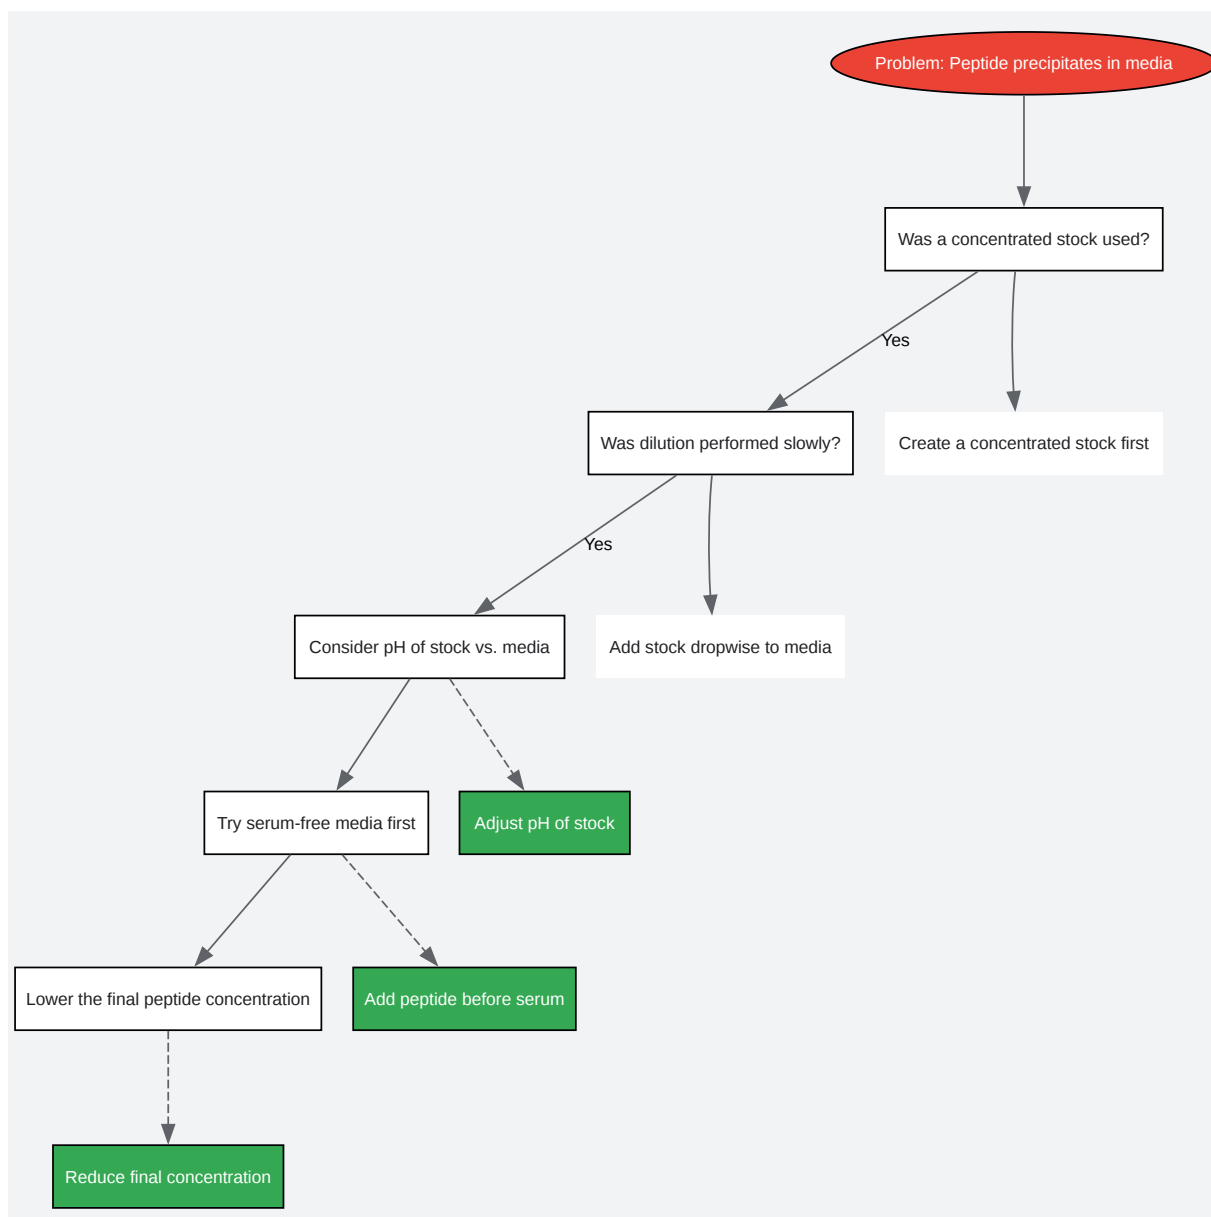 Problem: Peptide precipitates in media
Was a concentrated stock used?
Yes
Was dilution performed slowly?
Create a concentrated stock first
Yes
Consider pH of stock vs. media
Add stock dropwise to media
Try serum-free media first
Adjust pH of stock
Lower the final peptide concentration
Add peptide before serum
Reduce final concentration